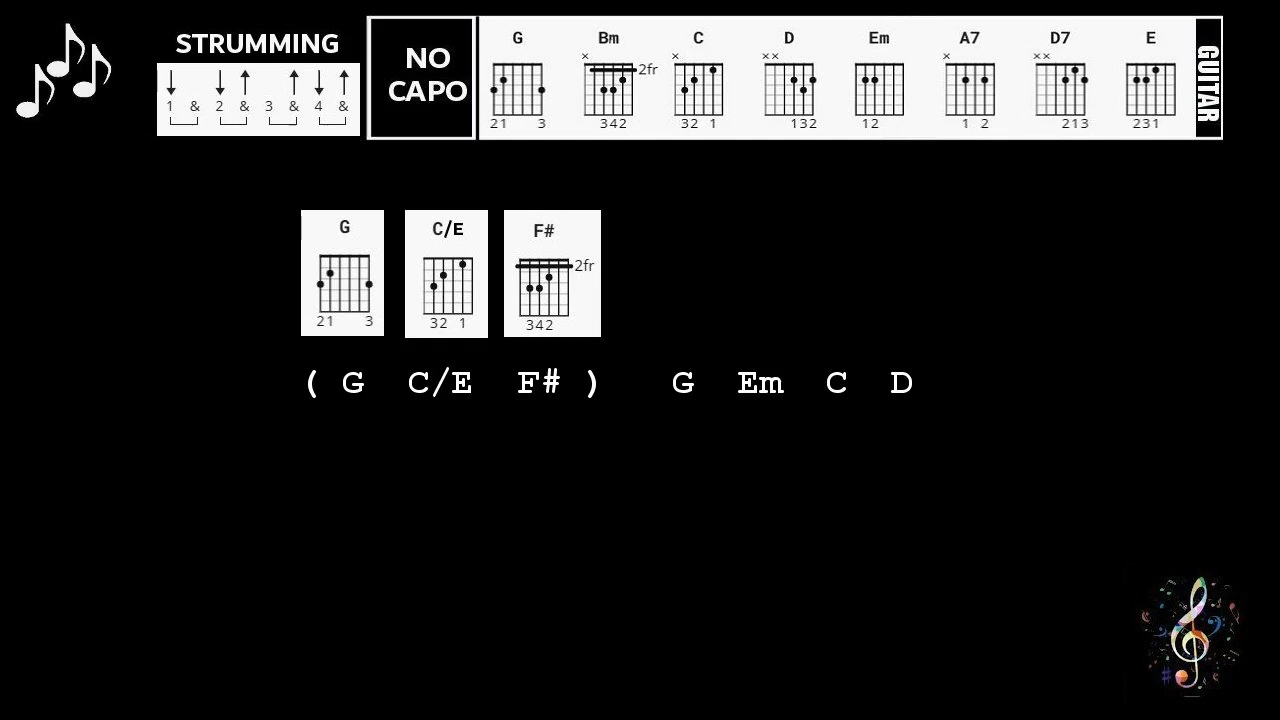 STRUMMING
1 & 2 & 3 & 4 &
NO
CAPO
G Bm C D Em A7 D7 E
× × ×× × ××
2fr
21 3 342 32 1 132 12 1 2 213 231
GUITAR
G C/E F#
2fr
21 3 32 1 342
( G C/E F# ) G Em C D